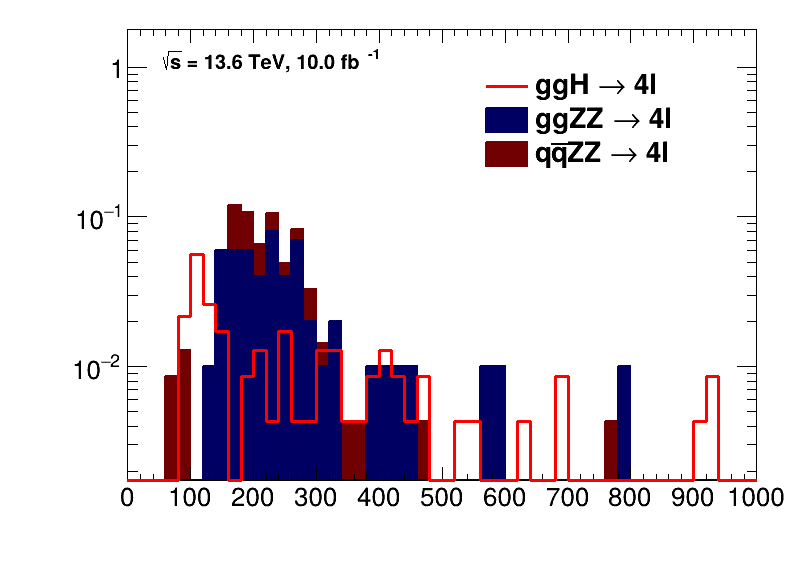 √s = 13.6 TeV, 10.0 fb⁻¹
1
ggH → 4l
ggZZ → 4l
qq̅ZZ → 4l
10⁻¹
10⁻²
0 100 200 300 400 500 600 700 800 900 1000